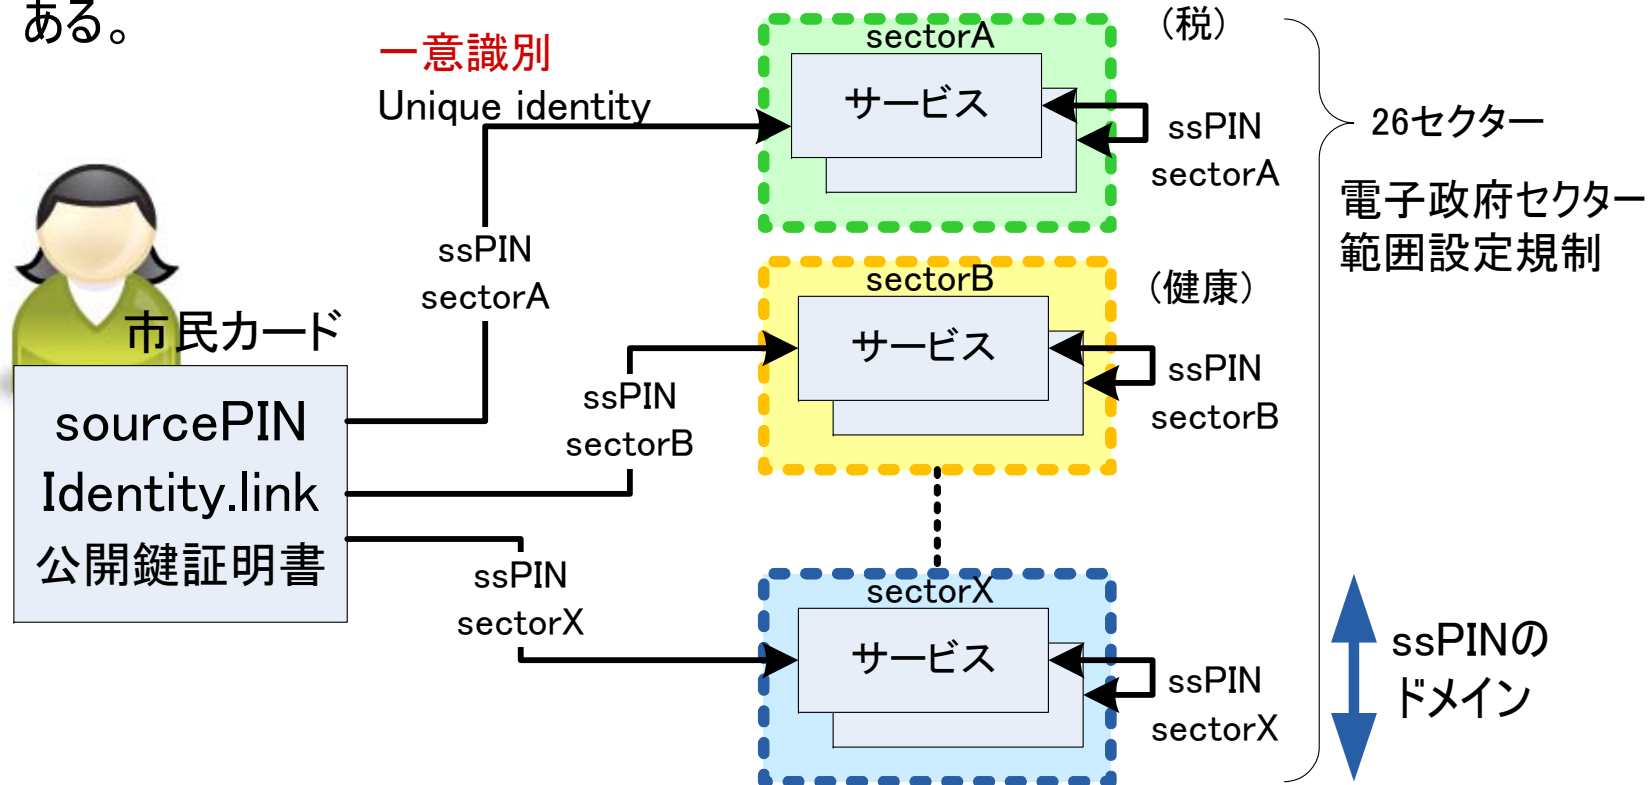 ある。
一意識別
Unique identity
市民カード
sourcePIN
Identity.link
公開鍵証明書
ssPIN
sectorA
ssPIN
sectorB
ssPIN
sectorX
sectorA
サービス
(税)
ssPIN
sectorA
sectorB
サービス
(健康)
ssPIN
sectorB
sectorX
サービス
ssPIN
sectorX
26セクター
電子政府セクター
範囲設定規制
ssPINの
ドメイン